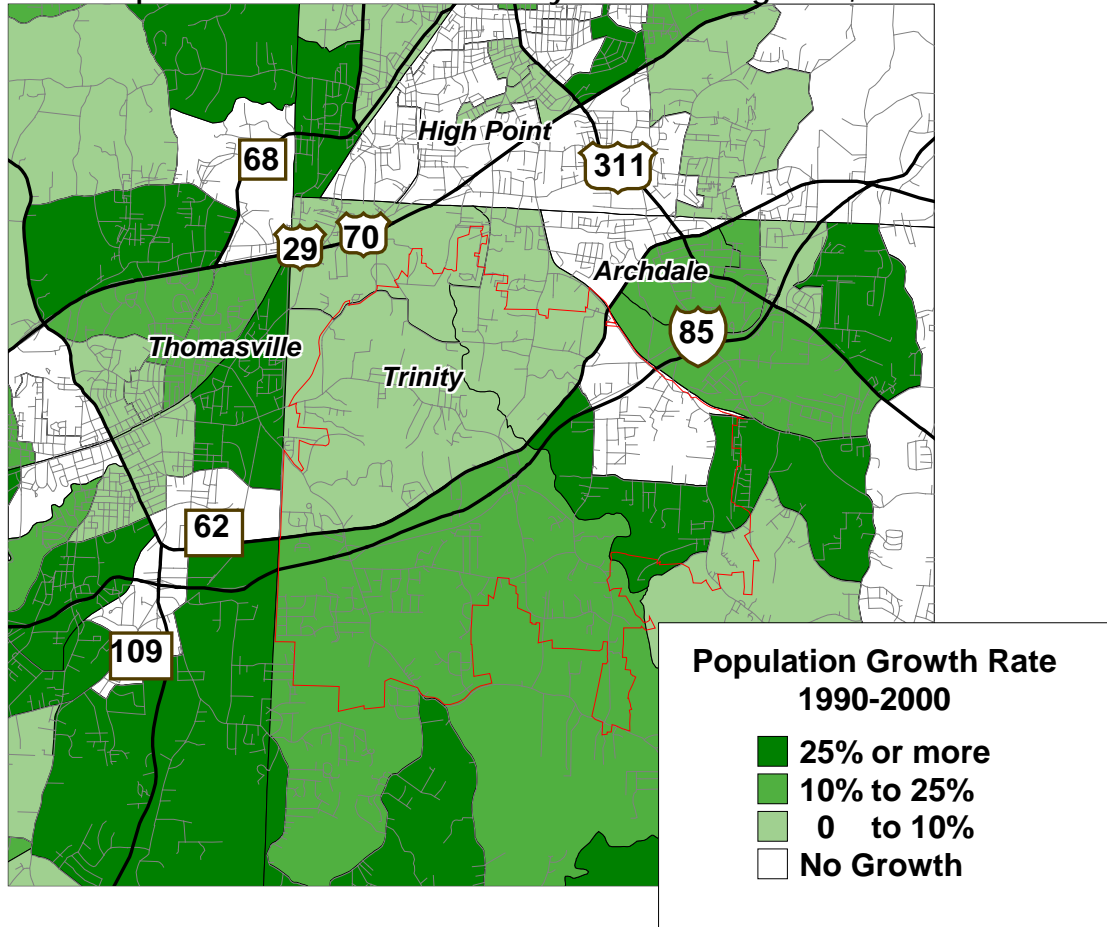 High Point
68
311
29
70
Archdale
85
Thomasville
Trinity
62
109
Population Growth Rate
1990-2000
25% or more
10% to 25%
0 to 10%
No Growth